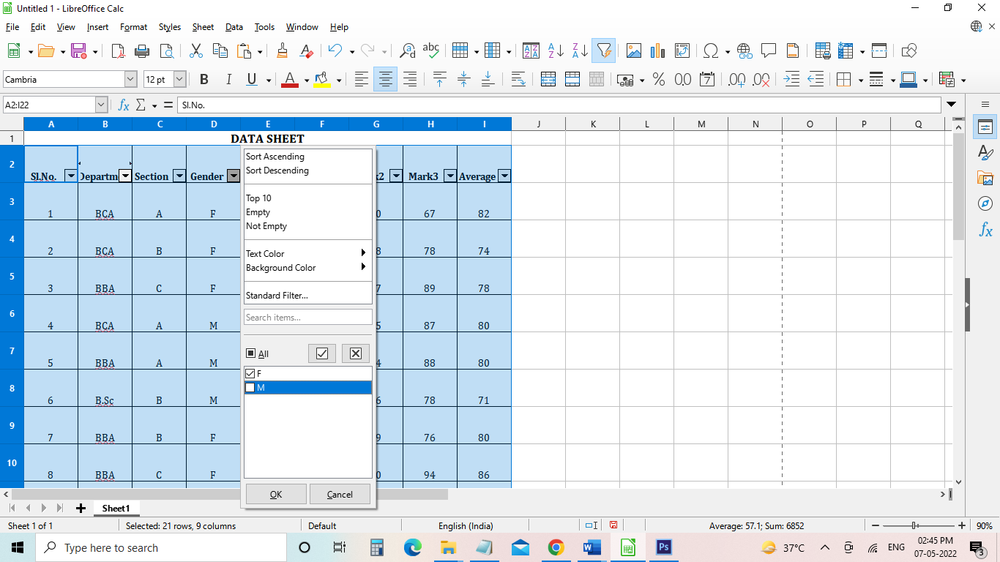 Untitled 1 - LibreOffice Calc
File Edit View Insert Format Styles Sheet Data Tools Window Help
Cambria 12 pt B I U A
A2:I22 Sl.No.
A B C D E F G H I J K L M N O P Q
1 DATA SHEET
2 Sl.No. Departm Section Gender k2 Mark3 Average
3 1 BCA A F 0 67 82
4 2 BCA B F 8 78 74
5 3 BBA C F 7 89 78
6 4 BCA A M 5 87 80
7 5 BBA A M 4 88 80
8 6 B.Sc B M 6 78 71
9 7 BBA B F 9 76 80
10 8 BBA C F 0 94 86
Sort Ascending
Sort Descending
Top 10
Empty
Not Empty
Text Color
Background Color
Standard Filter...
Search items...
All
F
M
OK Cancel
Sheet1
Sheet 1 of 1 Selected: 21 rows, 9 columns Default English (India) Average: 57.1; Sum: 6852 90%
Type here to search 37°C ENG 02:45 PM
07-05-2022 3